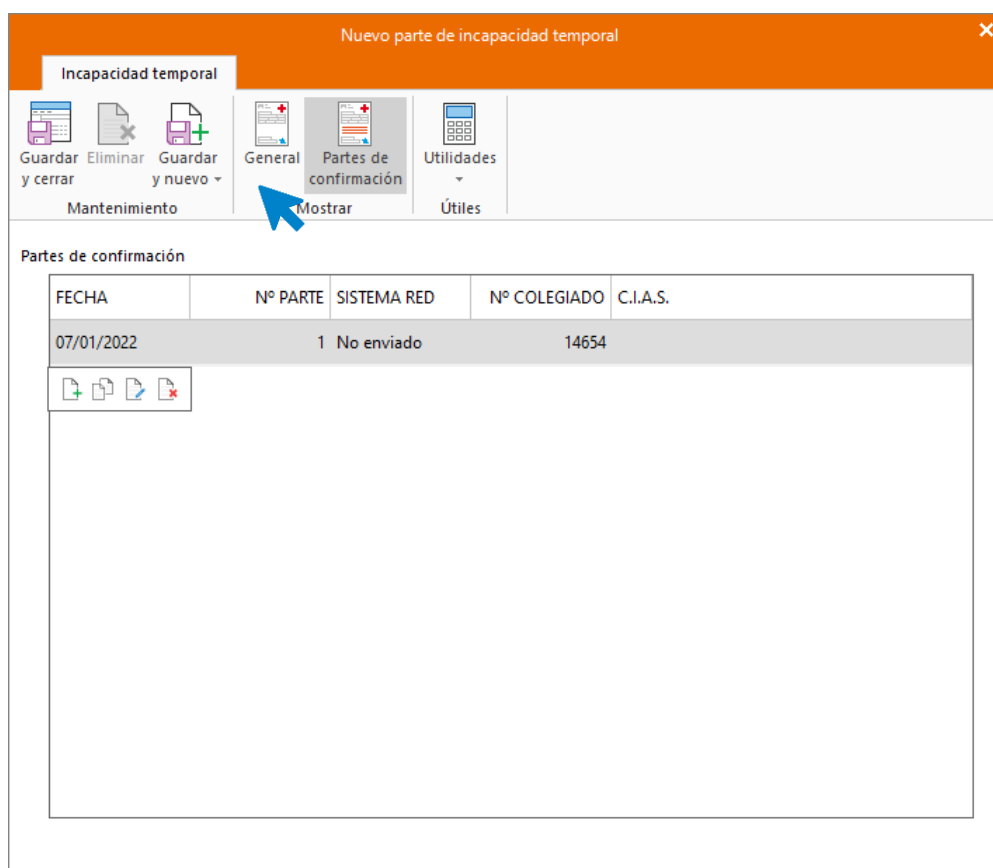 Nuevo parte de incapacidad temporal
Incapacidad temporal
Guardar y cerrar
Eliminar
Guardar y nuevo
General
Partes de confirmación
Utilidades
Mantenimiento
Mostrar
Útiles
Partes de confirmación
FECHA Nº PARTE SISTEMA RED Nº COLEGIADO C.I.A.S.
07/01/2022 1 No enviado 14654